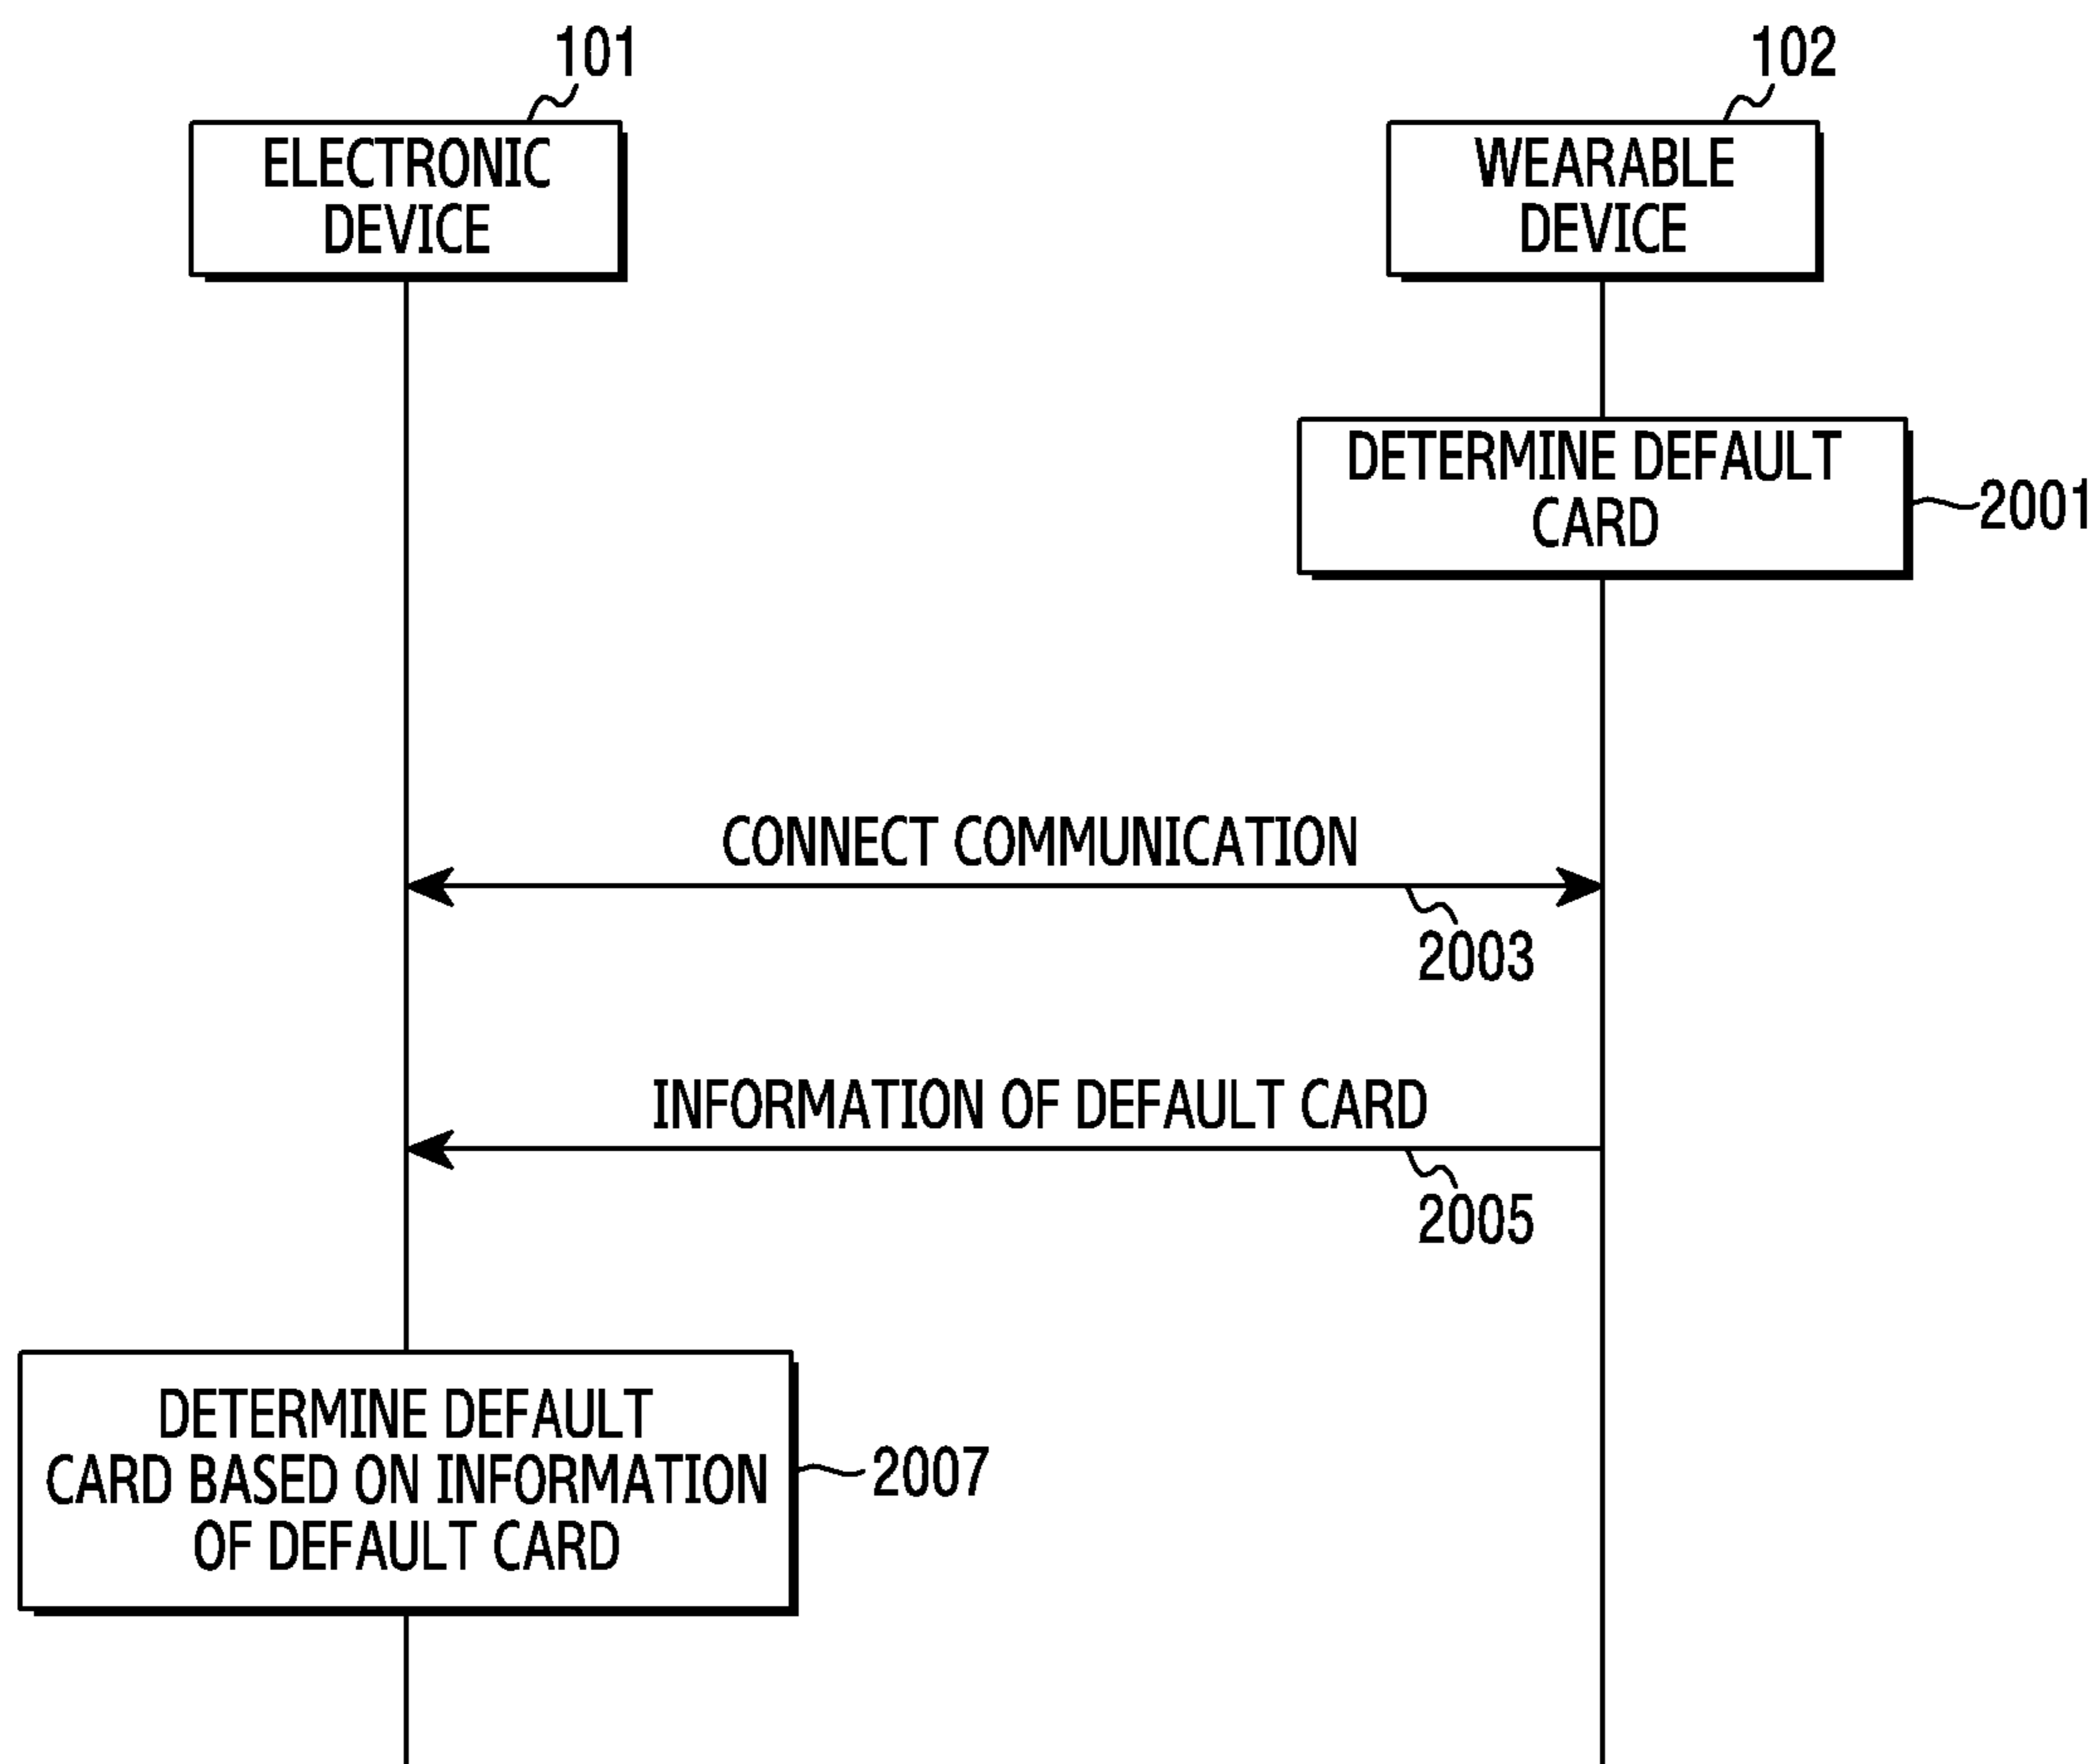 101
102
ELECTRONIC
DEVICE
WEARABLE
DEVICE
DETERMINE DEFAULT
CARD
2001
CONNECT COMMUNICATION
2003
INFORMATION OF DEFAULT CARD
2005
DETERMINE DEFAULT
CARD BASED ON INFORMATION
OF DEFAULT CARD
2007